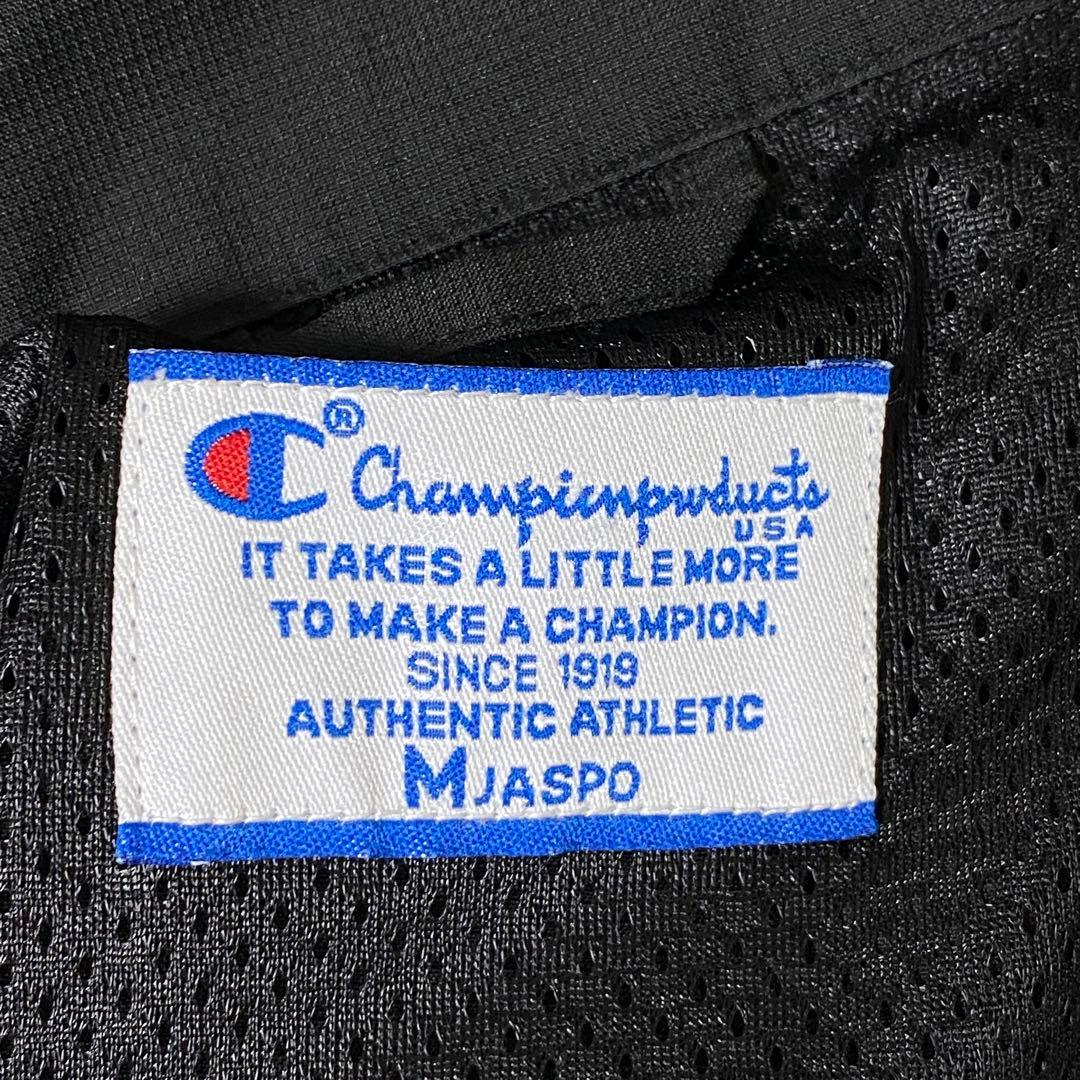 ® Championproducts
USA
IT TAKES A LITTLE MORE
TO MAKE A CHAMPION.
SINCE 1919
AUTHENTIC ATHLETIC
M JASPO